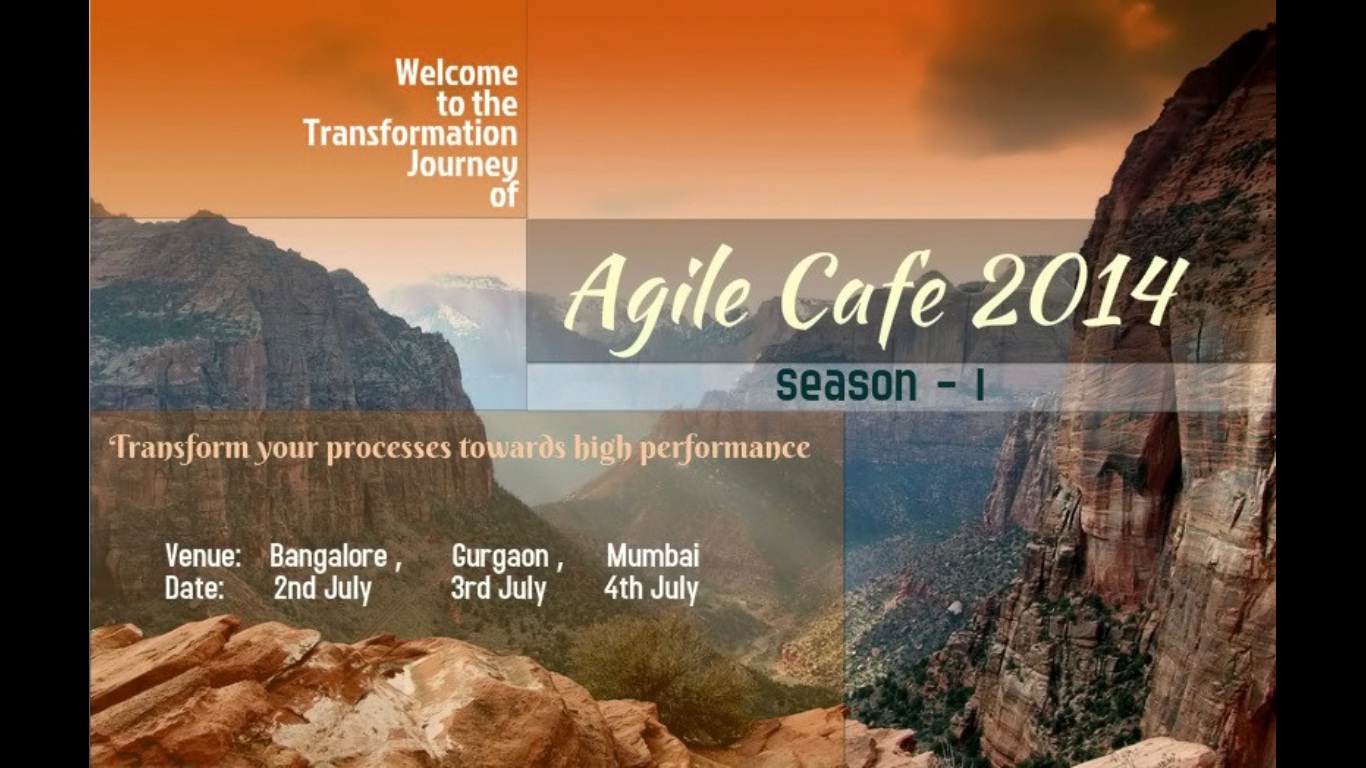 Welcome
to the
Transformation
Journey
of
Agile Cafe 2014
season - 1
Transform your processes towards high performance
Venue: Bangalore , Gurgaon , Mumbai
Date: 2nd July 3rd July 4th July